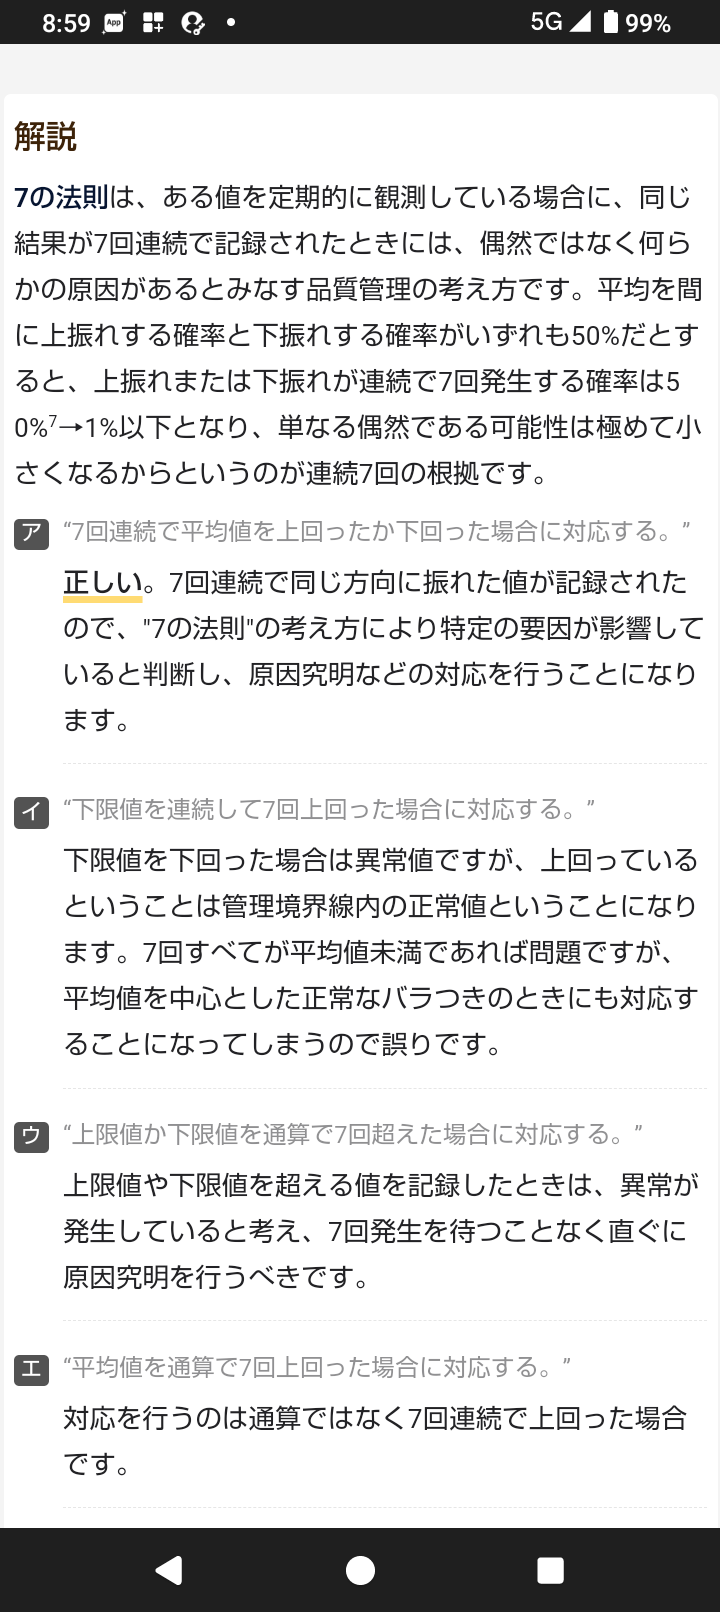 8:59 App 5G 99%
解説
7の法則は、ある値を定期的に観測している場合に、同じ
結果が7回連続で記録されたときには、偶然ではなく何ら
かの原因があるとみなす品質管理の考え方です。平均を間
に上振れする確率と下振れする確率がいずれも50%だとす
ると、上振れまたは下振れが連続で7回発生する確率は5
0%⁷→1%以下となり、単なる偶然である可能性は極めて小
さくなるからというのが連続7回の根拠です。
ア “7回連続で平均値を上回ったか下回った場合に対応する。”
正しい。7回連続で同じ方向に振れた値が記録された
ので、"7の法則"の考え方により特定の要因が影響して
いると判断し、原因究明などの対応を行うことになり
ます。
イ “下限値を連続して7回上回った場合に対応する。”
下限値を下回った場合は異常値ですが、上回っている
ということは管理境界線内の正常値ということになり
ます。7回すべてが平均値未満であれば問題ですが、
平均値を中心とした正常なバラつきのときにも対応す
ることになってしまうので誤りです。
ウ “上限値か下限値を通算で7回超えた場合に対応する。”
上限値や下限値を超える値を記録したときは、異常が
発生していると考え、7回発生を待つことなく直ぐに
原因究明を行うべきです。
エ “平均値を通算で7回上回った場合に対応する。”
対応を行うのは通算ではなく7回連続で上回った場合
です。